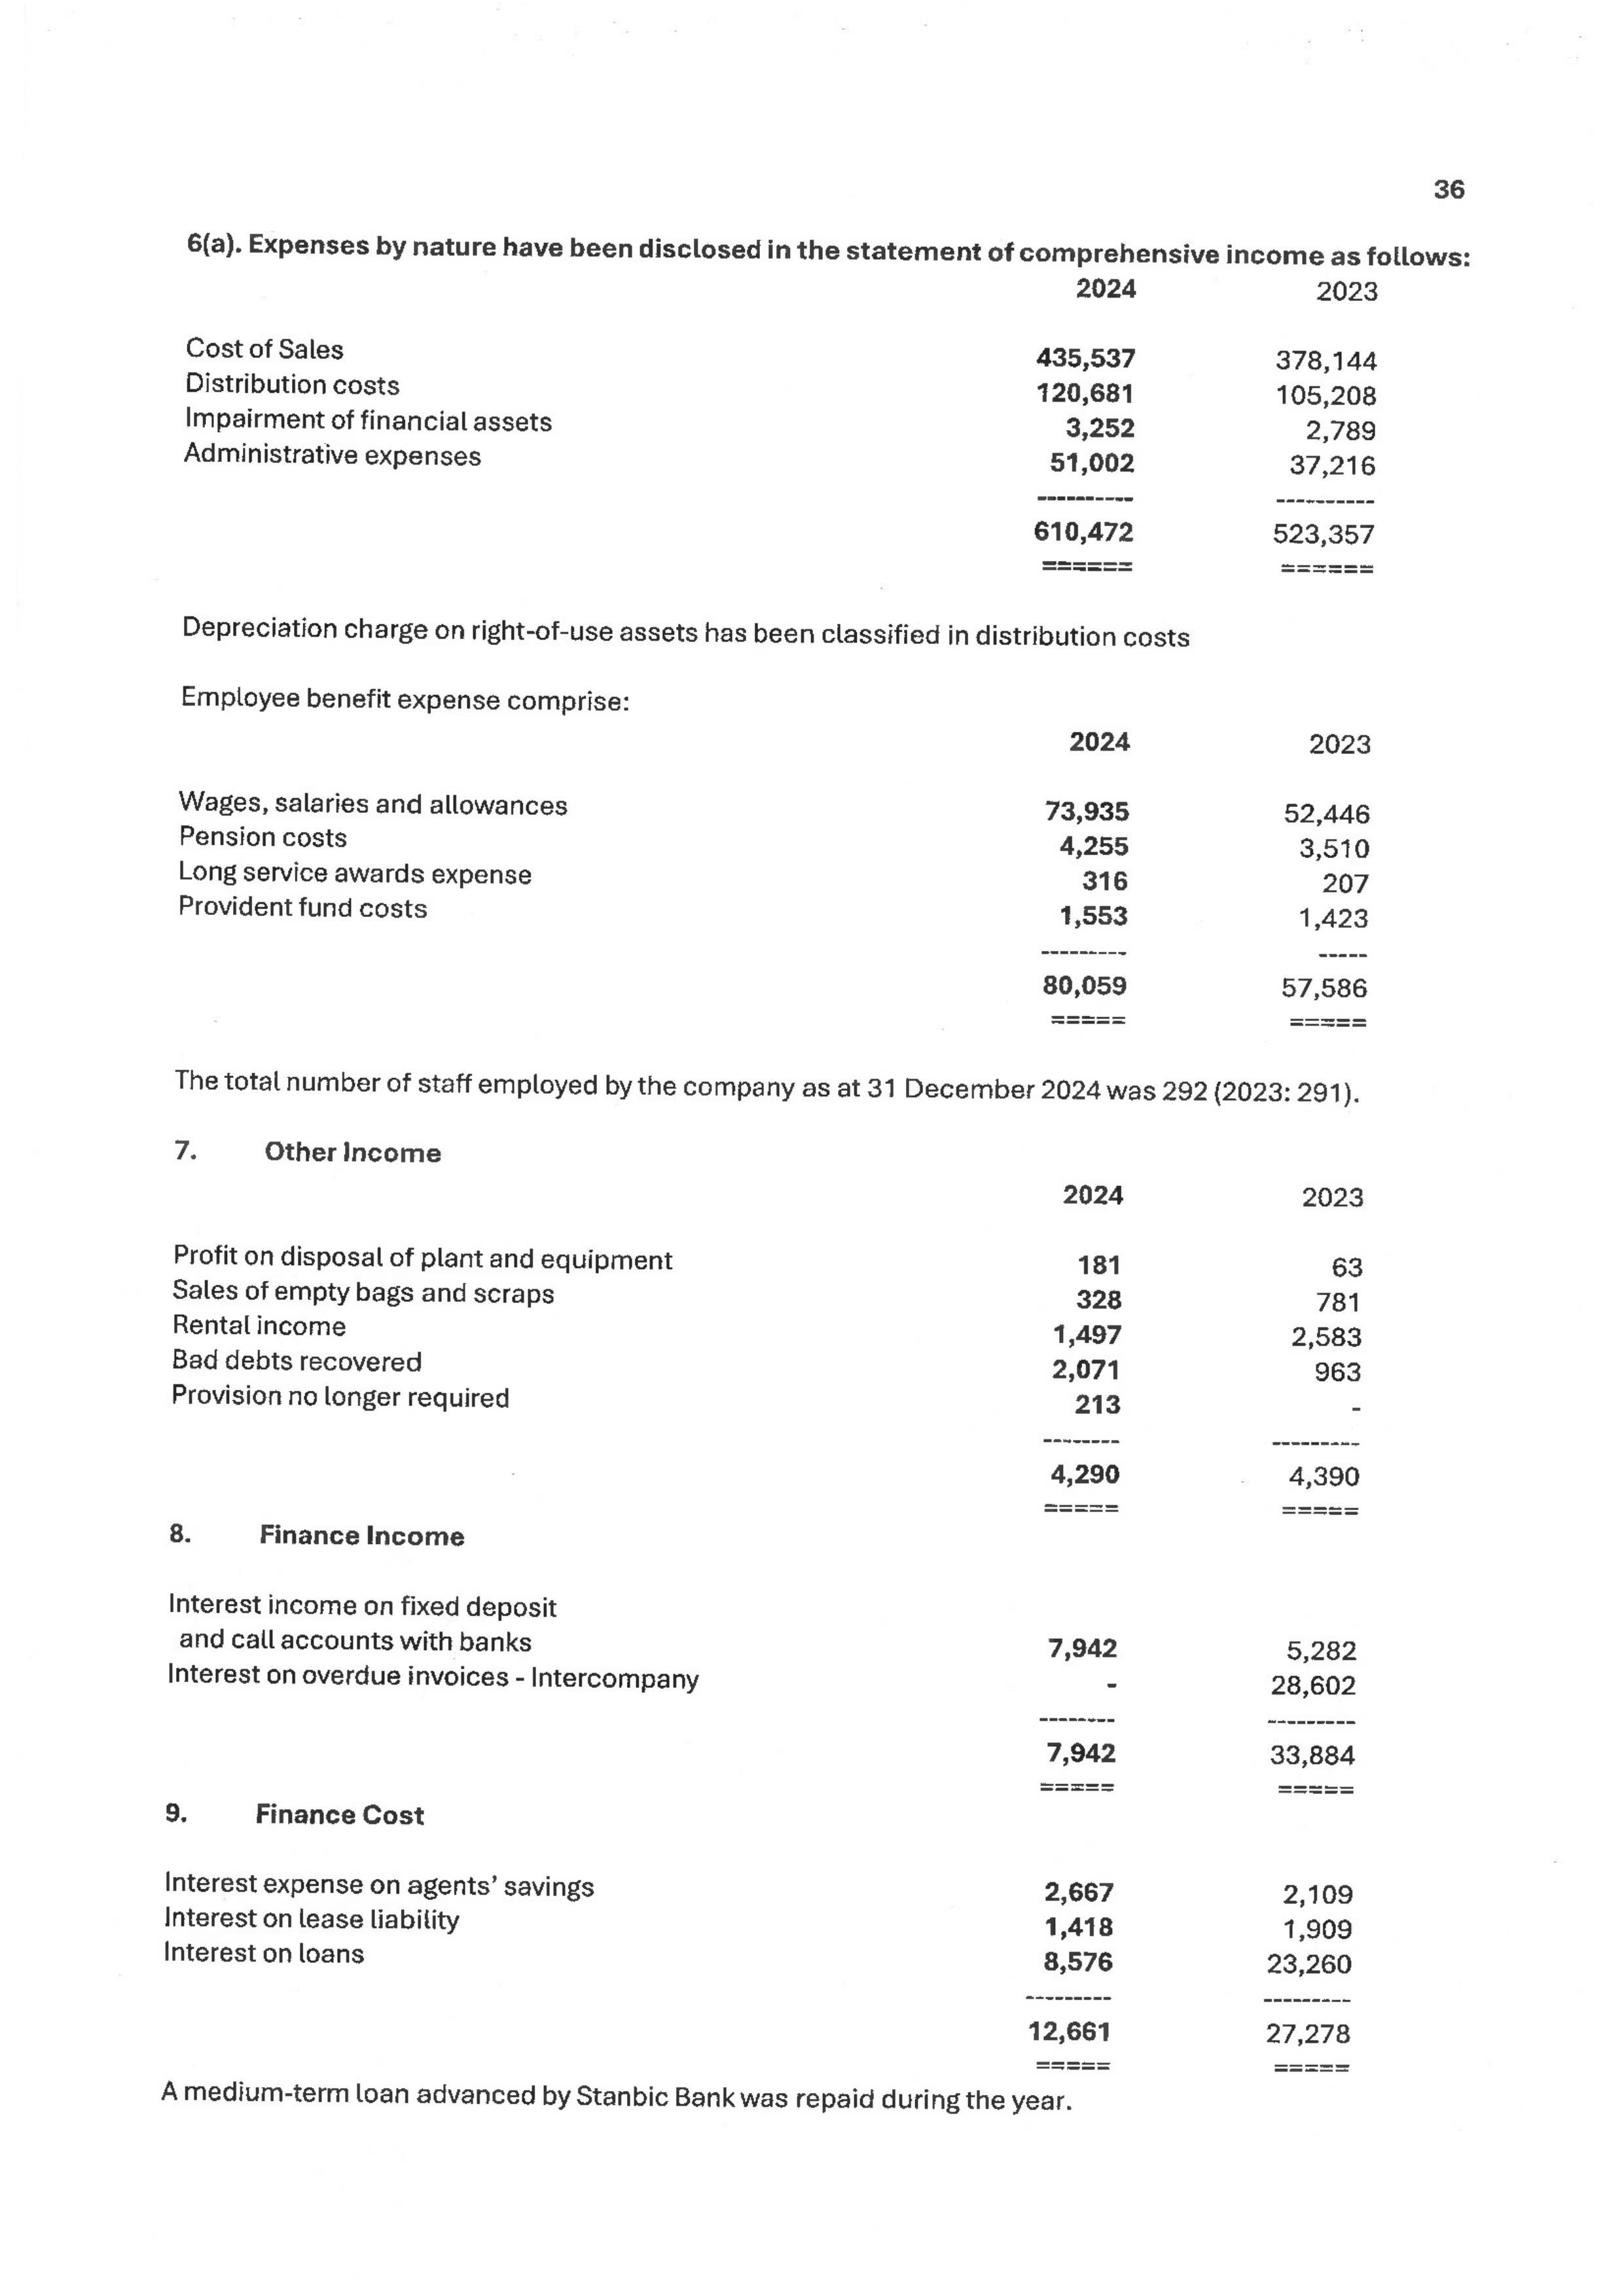 36
6(a). Expenses by nature have been disclosed in the statement of comprehensive income as follows:
2024 2023
Cost of Sales 435,537 378,144
Distribution costs 120,681 105,208
Impairment of financial assets 3,252 2,789
Administrative expenses 51,002 37,216
---------- ----------
610,472 523,357
====== ======
Depreciation charge on right-of-use assets has been classified in distribution costs
Employee benefit expense comprise:
2024 2023
Wages, salaries and allowances 73,935 52,446
Pension costs 4,255 3,510
Long service awards expense 316 207
Provident fund costs 1,553 1,423
--------- -----
80,059 57,586
===== =====
The total number of staff employed by the company as at 31 December 2024 was 292 (2023: 291).
7. Other Income
2024 2023
Profit on disposal of plant and equipment 181 63
Sales of empty bags and scraps 328 781
Rental income 1,497 2,583
Bad debts recovered 2,071 963
Provision no longer required 213 -
-------- ---------
4,290 4,390
===== =====
8. Finance Income
Interest income on fixed deposit
and call accounts with banks 7,942 5,282
Interest on overdue invoices - Intercompany - 28,602
-------- ---------
7,942 33,884
===== =====
9. Finance Cost
Interest expense on agents’ savings 2,667 2,109
Interest on lease liability 1,418 1,909
Interest on loans 8,576 23,260
--------- ---------
12,661 27,278
===== =====
A medium-term loan advanced by Stanbic Bank was repaid during the year.